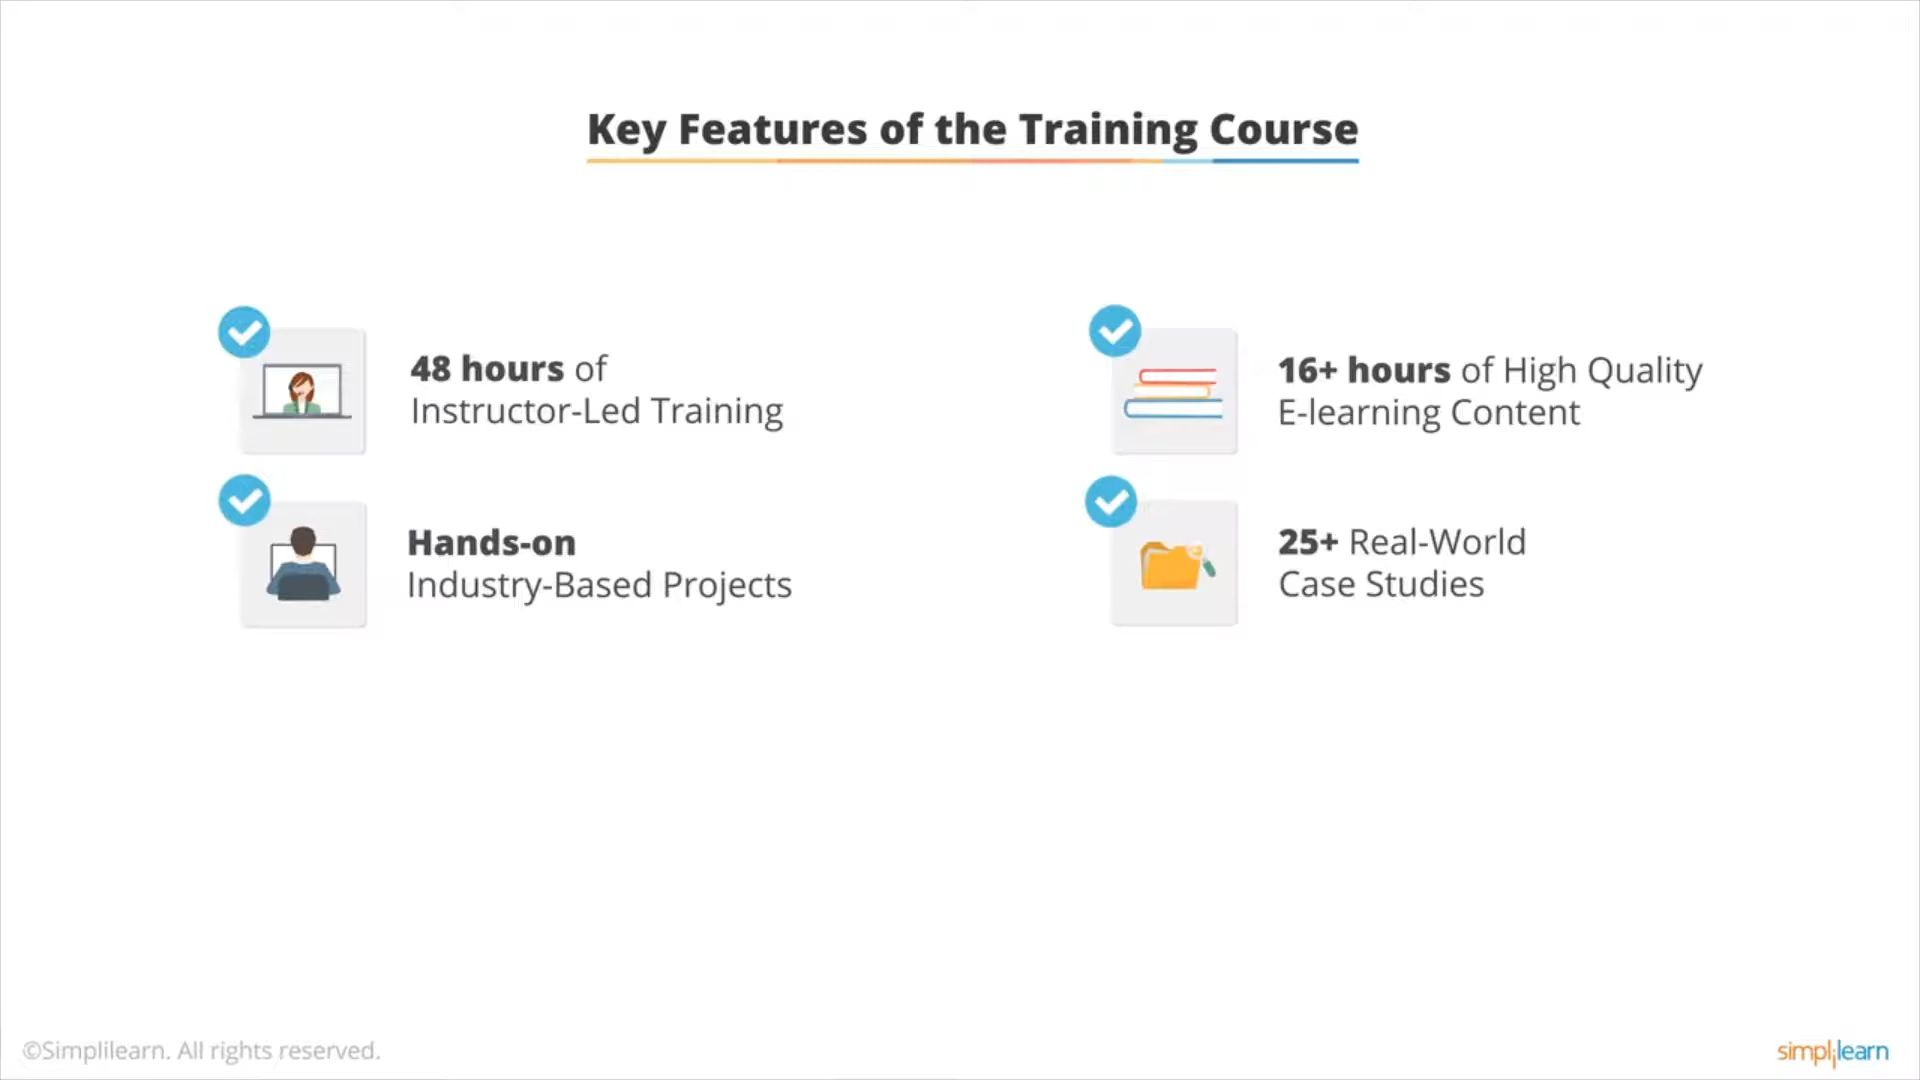 Key Features of the Training Course
48 hours of
Instructor-Led Training
16+ hours of High Quality
E-learning Content
Hands-on
Industry-Based Projects
25+ Real-World
Case Studies
©Simplilearn. All rights reserved.
simplilearn